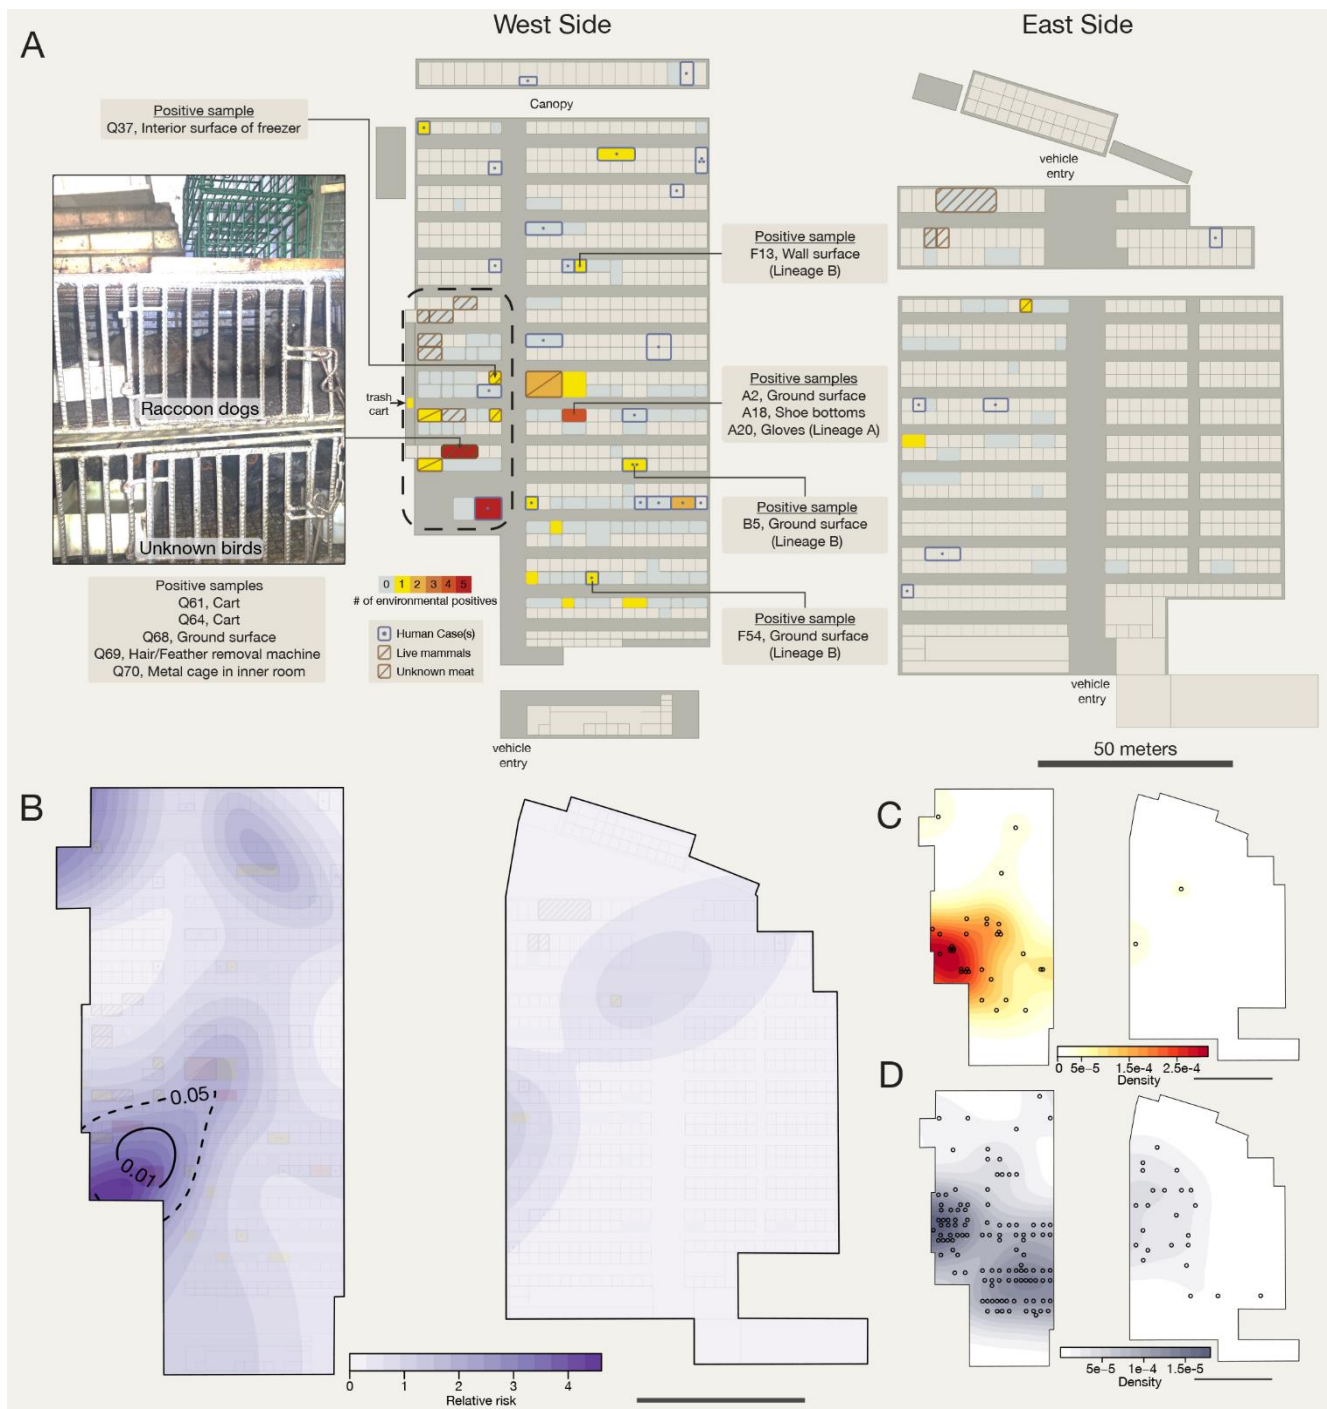 A
West Side
East Side
Positive sample
Q37, Interior surface of freezer
Canopy
vehicle
entry
Positive sample
F13, Wall surface
(Lineage B)
Raccoon dogs
Unknown birds
trash
cart
Positive samples
A2, Ground surface
A18, Shoe bottoms
A20, Gloves (Lineage A)
Positive sample
B5, Ground surface
(Lineage B)
Positive samples
Q61, Cart
Q64, Cart
Q68, Ground surface
Q69, Hair/Feather removal machine
Q70, Metal cage in inner room
0 1 2 3 4 5
# of environmental positives
Human Case(s)
Live mammals
Unknown meat
Positive sample
F54, Ground surface
(Lineage B)
vehicle
entry
vehicle
entry
50 meters
B
0.05
0.01
0 1 2 3 4
Relative risk
C
0 5e-5 1.5e-4 2.5e-4
Density
D
5e-5 1e-4 1.5e-5
Density